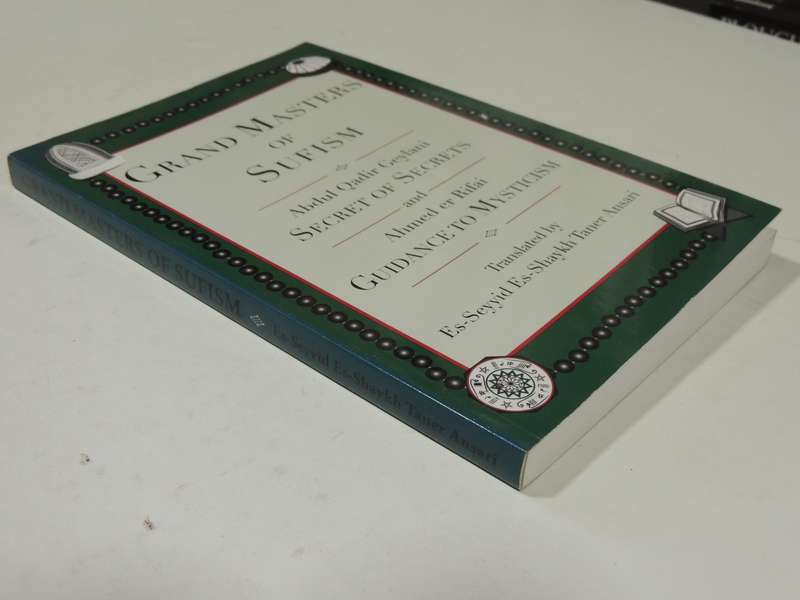 GRAND MASTERS
OF
SUFISM
Abdul Qadir Geylani
SECRET OF SECRETS
and
Ahmed er Rifai
GUIDANCE TO MYSTICISM
Translated by
Es-Seyyid Es-Shaykh Taner Ansari
GRAND MASTERS OF SUFISM Es-Seyyid Es-Shaykh Taner Ansari